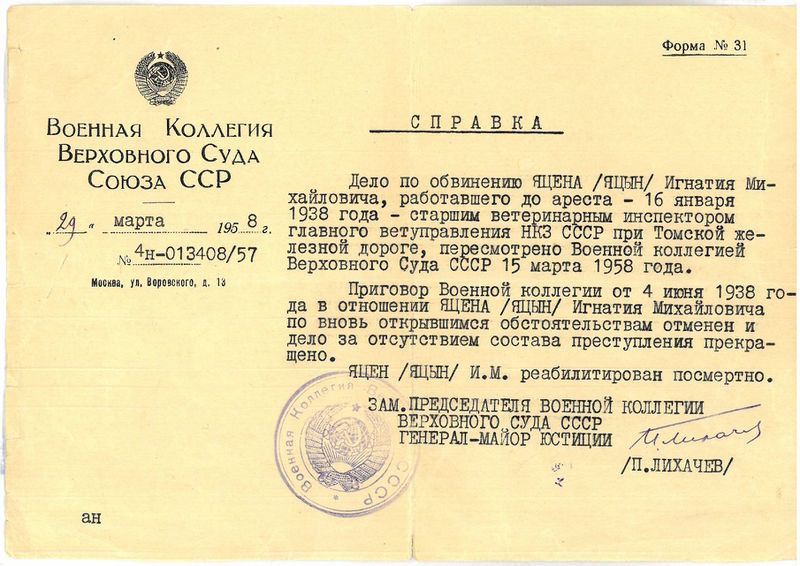 Форма № 31
Военная Коллегия
Верховного Суда
Союза ССР
„29" марта 1958 г.
№ 4н-013408/57
Москва, ул. Воровского, д. 13
СПРАВКА
Дело по обвинению ЯЦЕНА /ЯЦЫН/ Игнатия Ми-
хайловича, работавшего до ареста - 16 января
1938 года - старшим ветеринарным инспектором
главного ветуправления НКЗ СССР при Томской же-
лезной дороге, пересмотрено Военной коллегией
Верховного Суда СССР 15 марта 1958 года.
Приговор Военной коллегии от 4 июня 1938 го-
да в отношении ЯЦЕНА /ЯЦЫН/ Игнатия Михайловича
по вновь открывшимся обстоятельствам отменен и
дело за отсутствием состава преступления прекра-
щено.
ЯЦЕН /ЯЦЫН/ И.М. реабилитирован посмертно.
ЗАМ.ПРЕДСЕДАТЕЛЯ ВОЕННОЙ КОЛЛЕГИИ
ВЕРХОВНОГО СУДА СССР
ГЕНЕРАЛ-МАЙОР ЮСТИЦИИ
П.Лихачев
/П.ЛИХАЧЕВ/
Военная Коллегия
СССР
ан